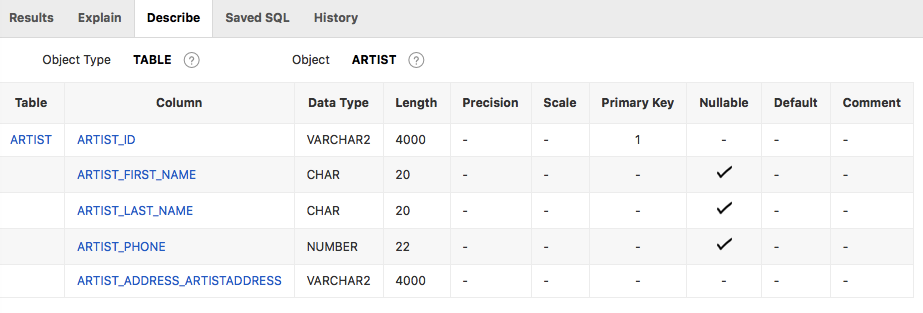 Results Explain Describe Saved SQL History
Object Type TABLE ? Object ARTIST ?
Table Column Data Type Length Precision Scale Primary Key Nullable Default Comment
ARTIST ARTIST_ID VARCHAR2 4000 - - 1 - - -
ARTIST_FIRST_NAME CHAR 20 - - - ✓ - -
ARTIST_LAST_NAME CHAR 20 - - - ✓ - -
ARTIST_PHONE NUMBER 22 - - - ✓ - -
ARTIST_ADDRESS_ARTISTADDRESS VARCHAR2 4000 - - - - - -